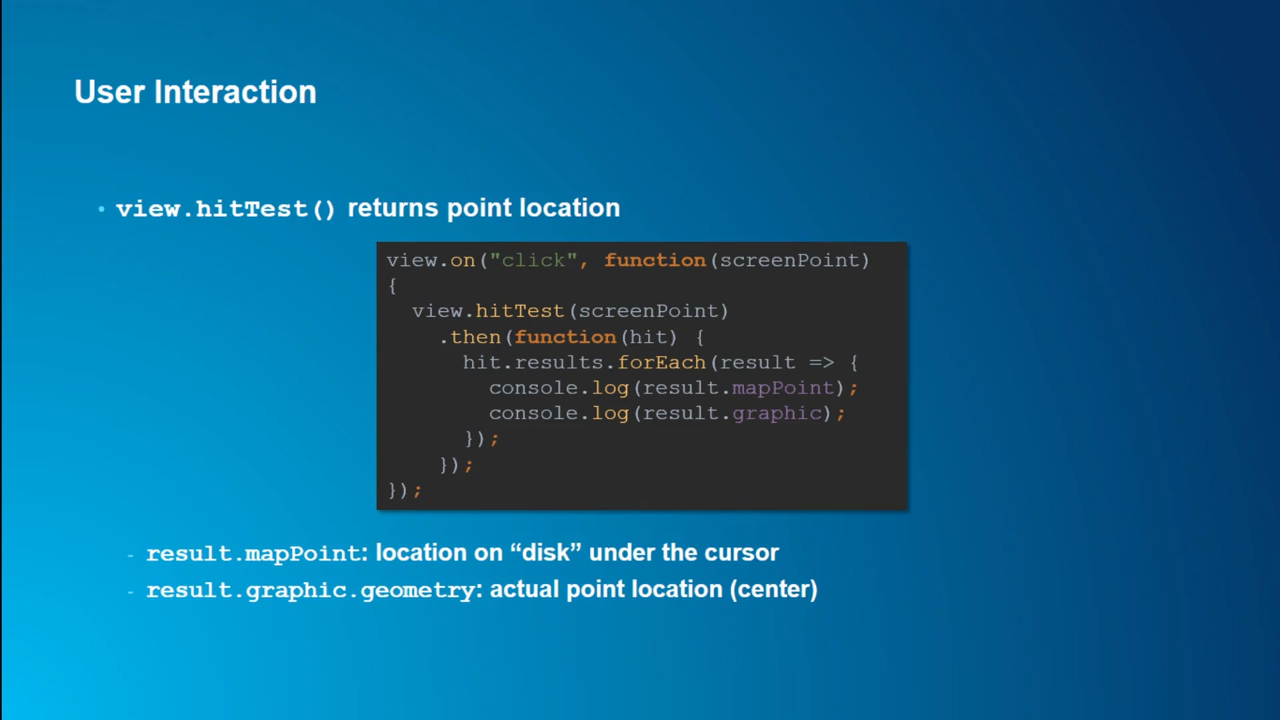 User Interaction
• view.hitTest() returns point location
view.on("click", function(screenPoint)
{
  view.hitTest(screenPoint)
    .then(function(hit) {
      hit.results.forEach(result => {
        console.log(result.mapPoint);
        console.log(result.graphic);
      });
    });
});
- result.mapPoint: location on “disk” under the cursor
- result.graphic.geometry: actual point location (center)